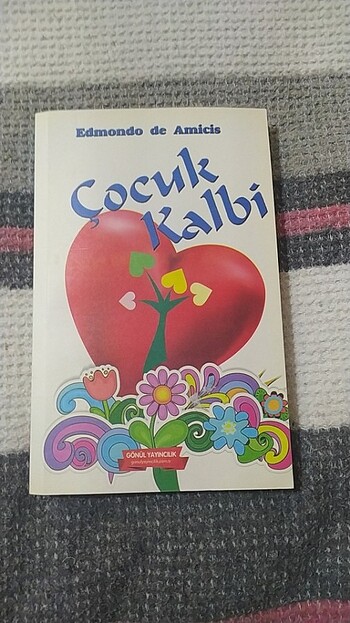 Edmondo de Amicis
Çocuk
Kalbi
GÖNÜL YAYINCILIK